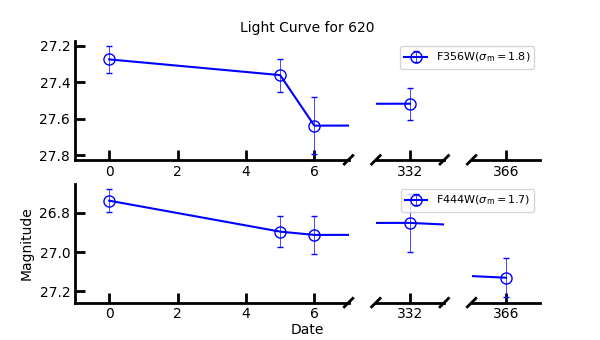 Light Curve for 620
27.2
27.4
27.6
27.8
F356W(σm = 1.8)
0 2 4 6 332 366
Magnitude
26.8
27.0
27.2
F444W(σm = 1.7)
0 2 4 6 332 366
Date